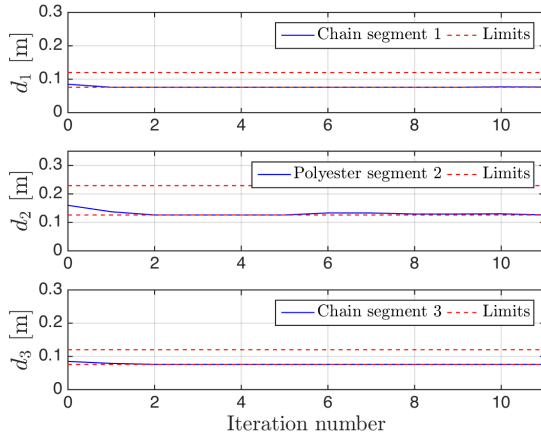 0.3
0.2
0.1
0
d₁ [m]
Chain segment 1 Limits
0 2 4 6 8 10
0.3
0.2
0.1
0
d₂ [m]
Polyester segment 2 Limits
0 2 4 6 8 10
0.3
0.2
0.1
0
d₃ [m]
Chain segment 3 Limits
0 2 4 6 8 10
Iteration number